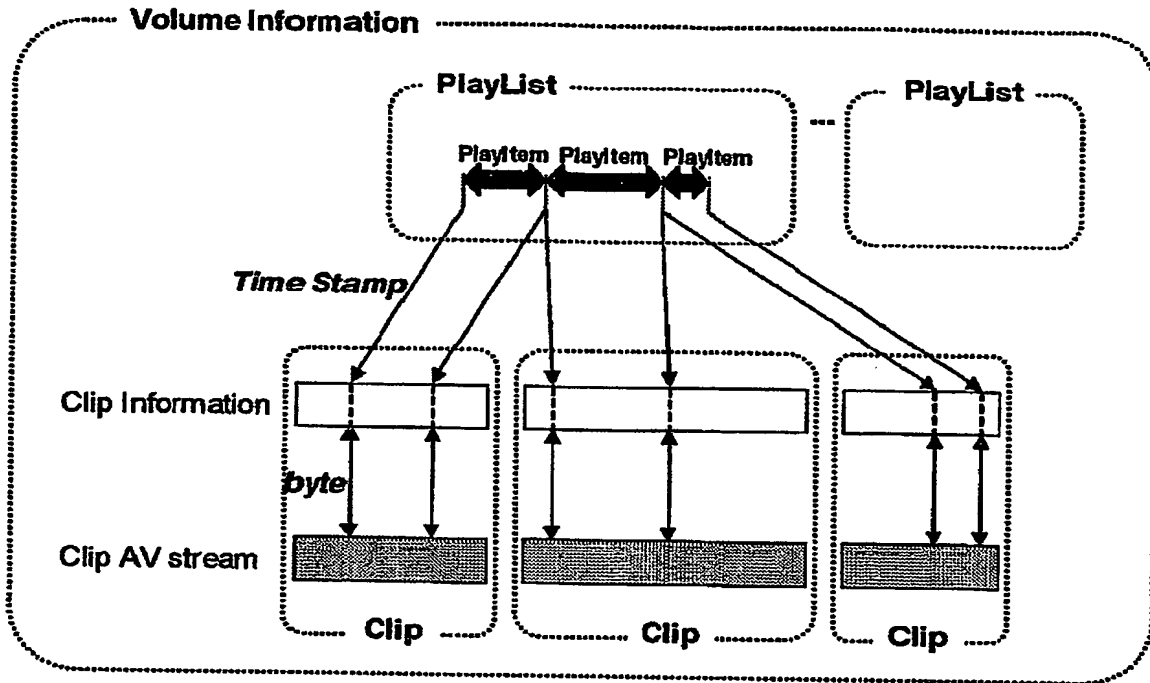 Volume Information
PlayList
PlayList
...
PlayItem PlayItem PlayItem
Time Stamp
Clip Information
byte
Clip AV stream
Clip
Clip
Clip